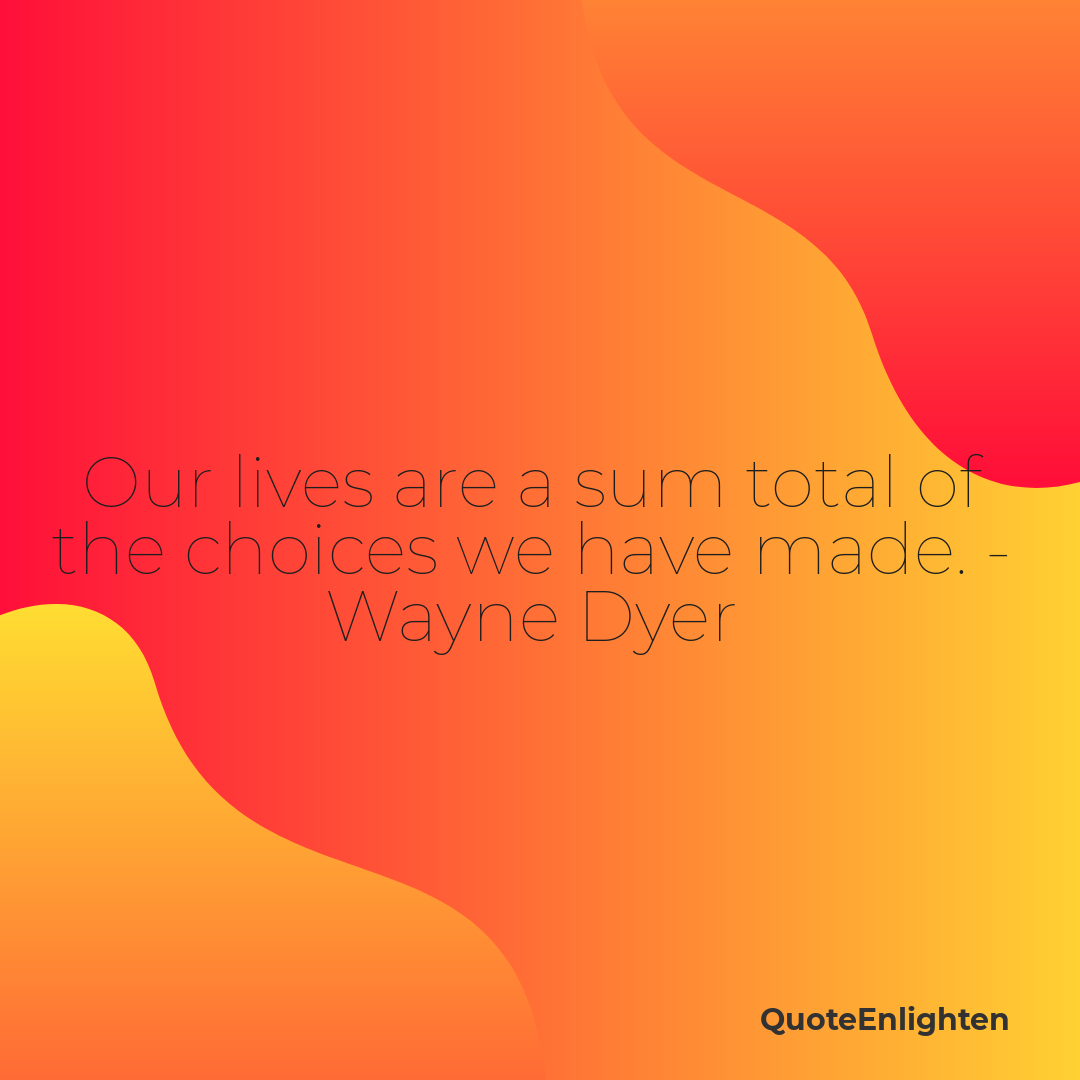 Our lives are a sum total of
the choices we have made. -
Wayne Dyer
QuoteEnlighten